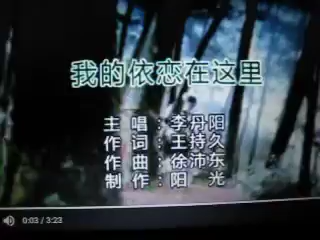 我的依恋在这里
主 唱：李丹阳
作 词：王持久
作 曲：徐沛东
制 作：阳 光
0:03 / 3:23